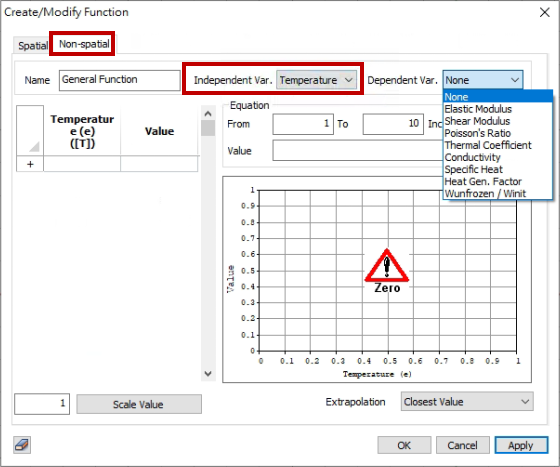 Create/Modify Function
Spatial
Non-spatial
Name
General Function
Independent Var.
Temperature
Dependent Var.
None
None
Elastic Modulus
Shear Modulus
Poisson's Ratio
Thermal Coefficient
Conductivity
Specific Heat
Heat Gen. Factor
Wunfrozen / Winit
Temperatur
e (e)
([T])
Value
+
Equation
From
1
To
10
Inc
Value
1
0.9
0.8
0.7
0.6
0.5
0.4
0.3
0.2
0.1
0
Value
Zero
0
0.1
0.2
0.3
0.4
0.5
0.6
0.7
0.8
0.9
1
Temperature (e)
1
Scale Value
Extrapolation
Closest Value
OK
Cancel
Apply